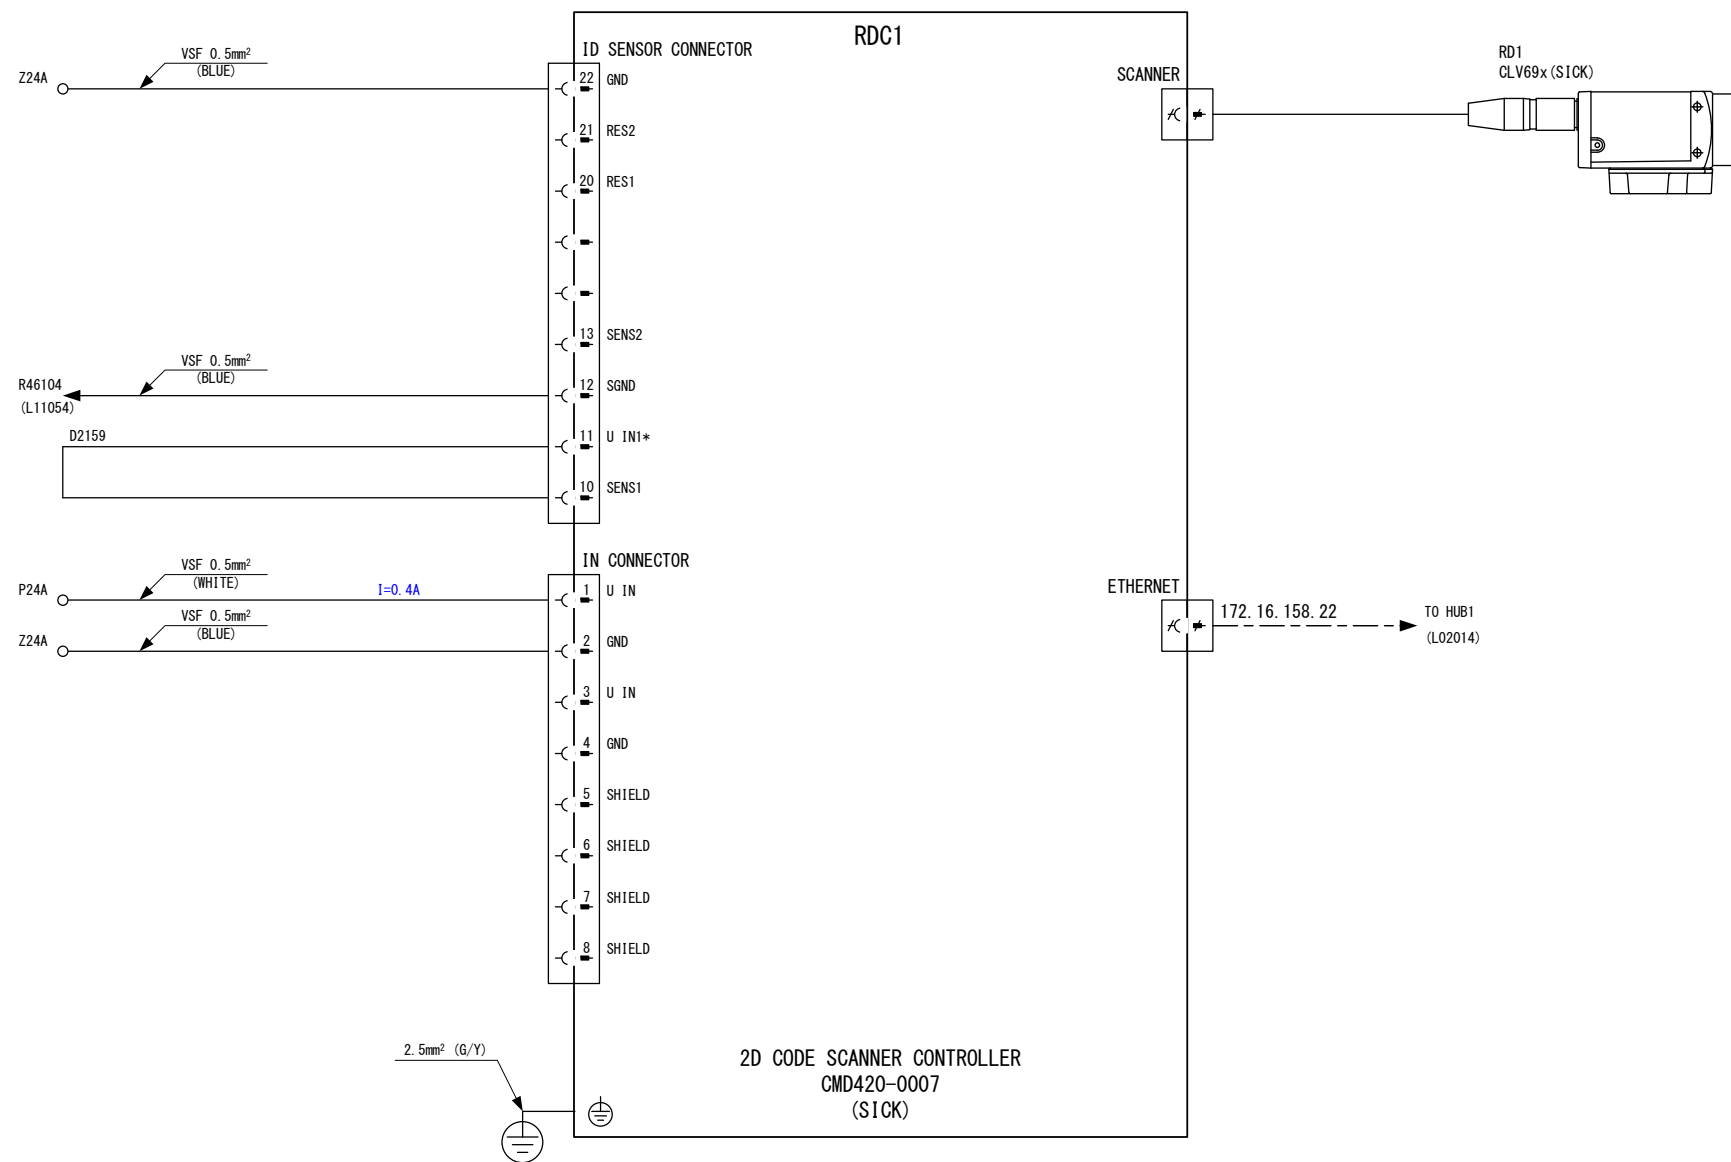 RDC1
ID SENSOR CONNECTOR
Z24A
VSF 0.5mm²
(BLUE)
22 GND
21 RES2
20 RES1
13 SENS2
R46104
(L11054)
VSF 0.5mm²
(BLUE)
12 SGND
D2159
11 U IN1*
10 SENS1
IN CONNECTOR
P24A
VSF 0.5mm²
(WHITE)
I=0.4A
1 U IN
Z24A
VSF 0.5mm²
(BLUE)
2 GND
3 U IN
4 GND
5 SHIELD
6 SHIELD
7 SHIELD
8 SHIELD
2.5mm² (G/Y)
2D CODE SCANNER CONTROLLER
CMD420-0007
(SICK)
SCANNER
RD1
CLV69x(SICK)
ETHERNET
172.16.158.22
TO HUB1
(L02014)